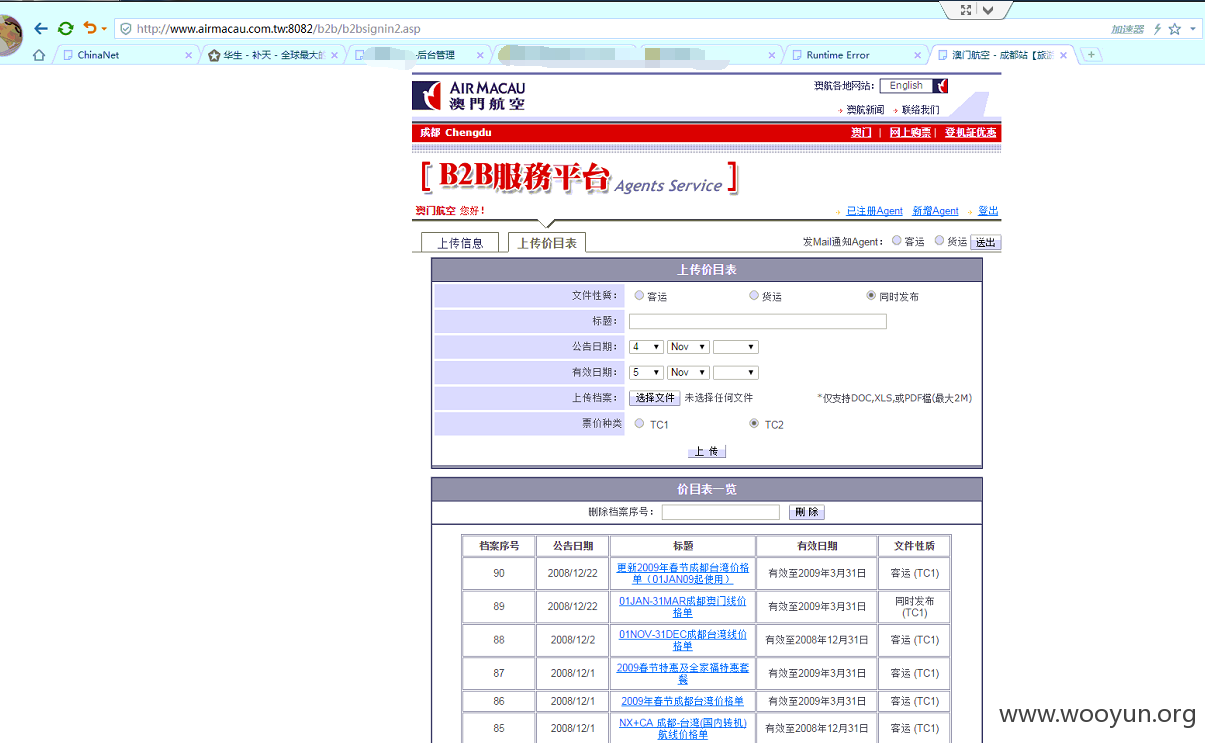 http://www.airmacau.com.tw:8082/b2b/b2bsignin2.asp
加速器
ChinaNet
华生 - 补天 - 全球最大的
后台管理
Runtime Error
澳门航空 - 成都站【旅游
AIR MACAU
澳門航空
澳航各地网站: English
澳航新闻 联络我们
成都 Chengdu
澳门 | 网上购票 | 登机証优惠
[ B2B服務平台 Agents Service ]
澳门航空 您好!
已注册Agent 新增Agent 登出
上传信息 上传价目表
发Mail通知Agent: 客运 货运 送出
上传价目表
文件性质: 客运 货运 同时发布
标题:
公告日期: 4 Nov
有效日期: 5 Nov
上传档案: 选择文件 未选择任何文件 *仅支持DOC,XLS,或PDF檔(最大2M)
票价种类 TC1 TC2
上 传
价目表一览
删除档案序号: 刪 除
档案序号 公告日期 标题 有效日期 文件性质
90 2008/12/22 更新2009年春节成都台湾价格单（01JAN09起使用） 有效至2009年3月31日 客运 (TC1)
89 2008/12/22 01JAN-31MAR成都澳门线价格单 有效至2009年3月31日 同时发布 (TC1)
88 2008/12/2 01NOV-31DEC成都台湾线价格单 有效至2008年12月31日 客运 (TC1)
87 2008/12/1 2009春节特惠及全家福特惠套餐 有效至2009年3月31日 客运 (TC1)
86 2008/12/1 2009年春节成都台湾价格单 有效至2009年3月31日 客运 (TC1)
85 2008/12/1 NX+CA 成都-台湾(国内转机)航线价格单 有效至2008年12月31日 客运 (TC1)
www.wooyun.org